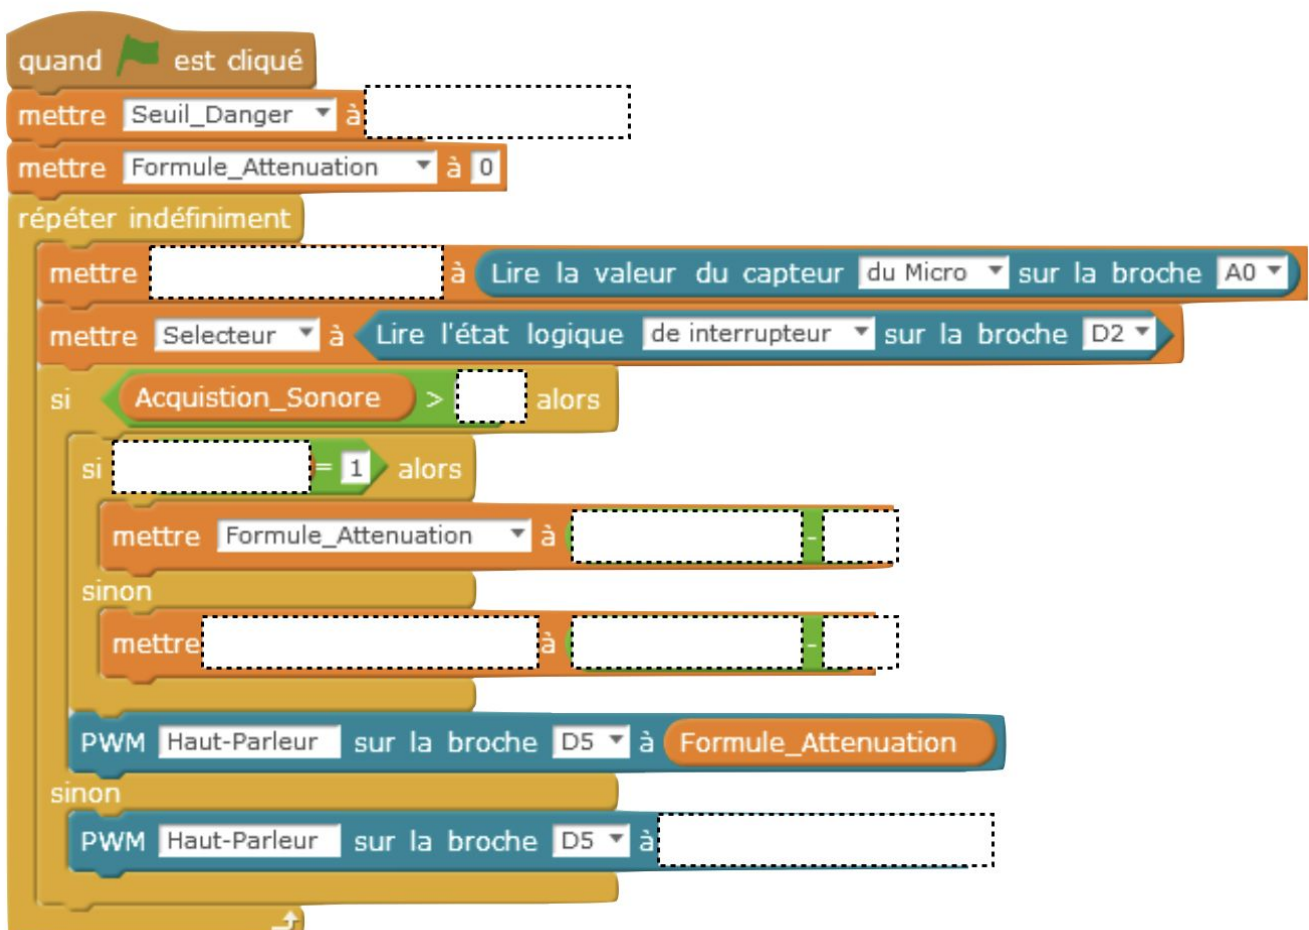 quand est cliqué
mettre Seuil_Danger à
mettre Formule_Attenuation à 0
répéter indéfiniment
mettre à Lire la valeur du capteur du Micro sur la broche A0
mettre Selecteur à Lire l'état logique de interrupteur sur la broche D2
si Acquistion_Sonore > alors
si = 1 alors
mettre Formule_Attenuation à -
sinon
mettre à -
PWM Haut-Parleur sur la broche D5 à Formule_Attenuation
sinon
PWM Haut-Parleur sur la broche D5 à